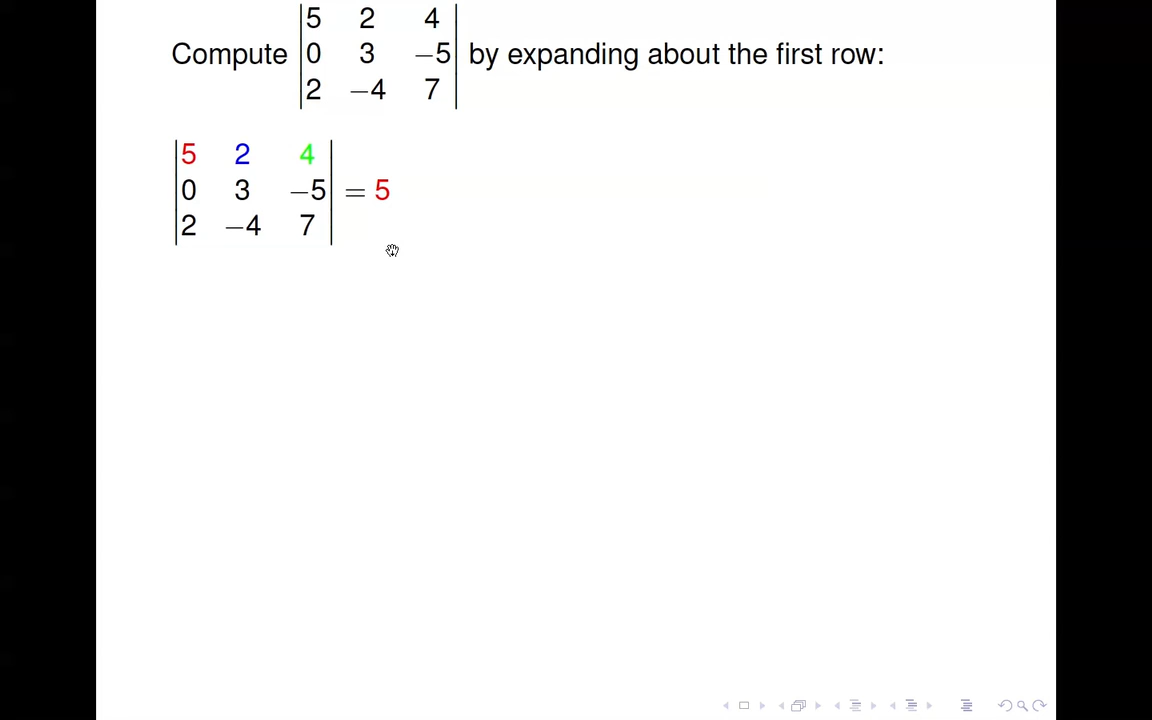 5 2 4
Compute 0 3 −5 by expanding about the first row:
2 −4 7
5 2 4
0 3 −5 = 5
2 −4 7